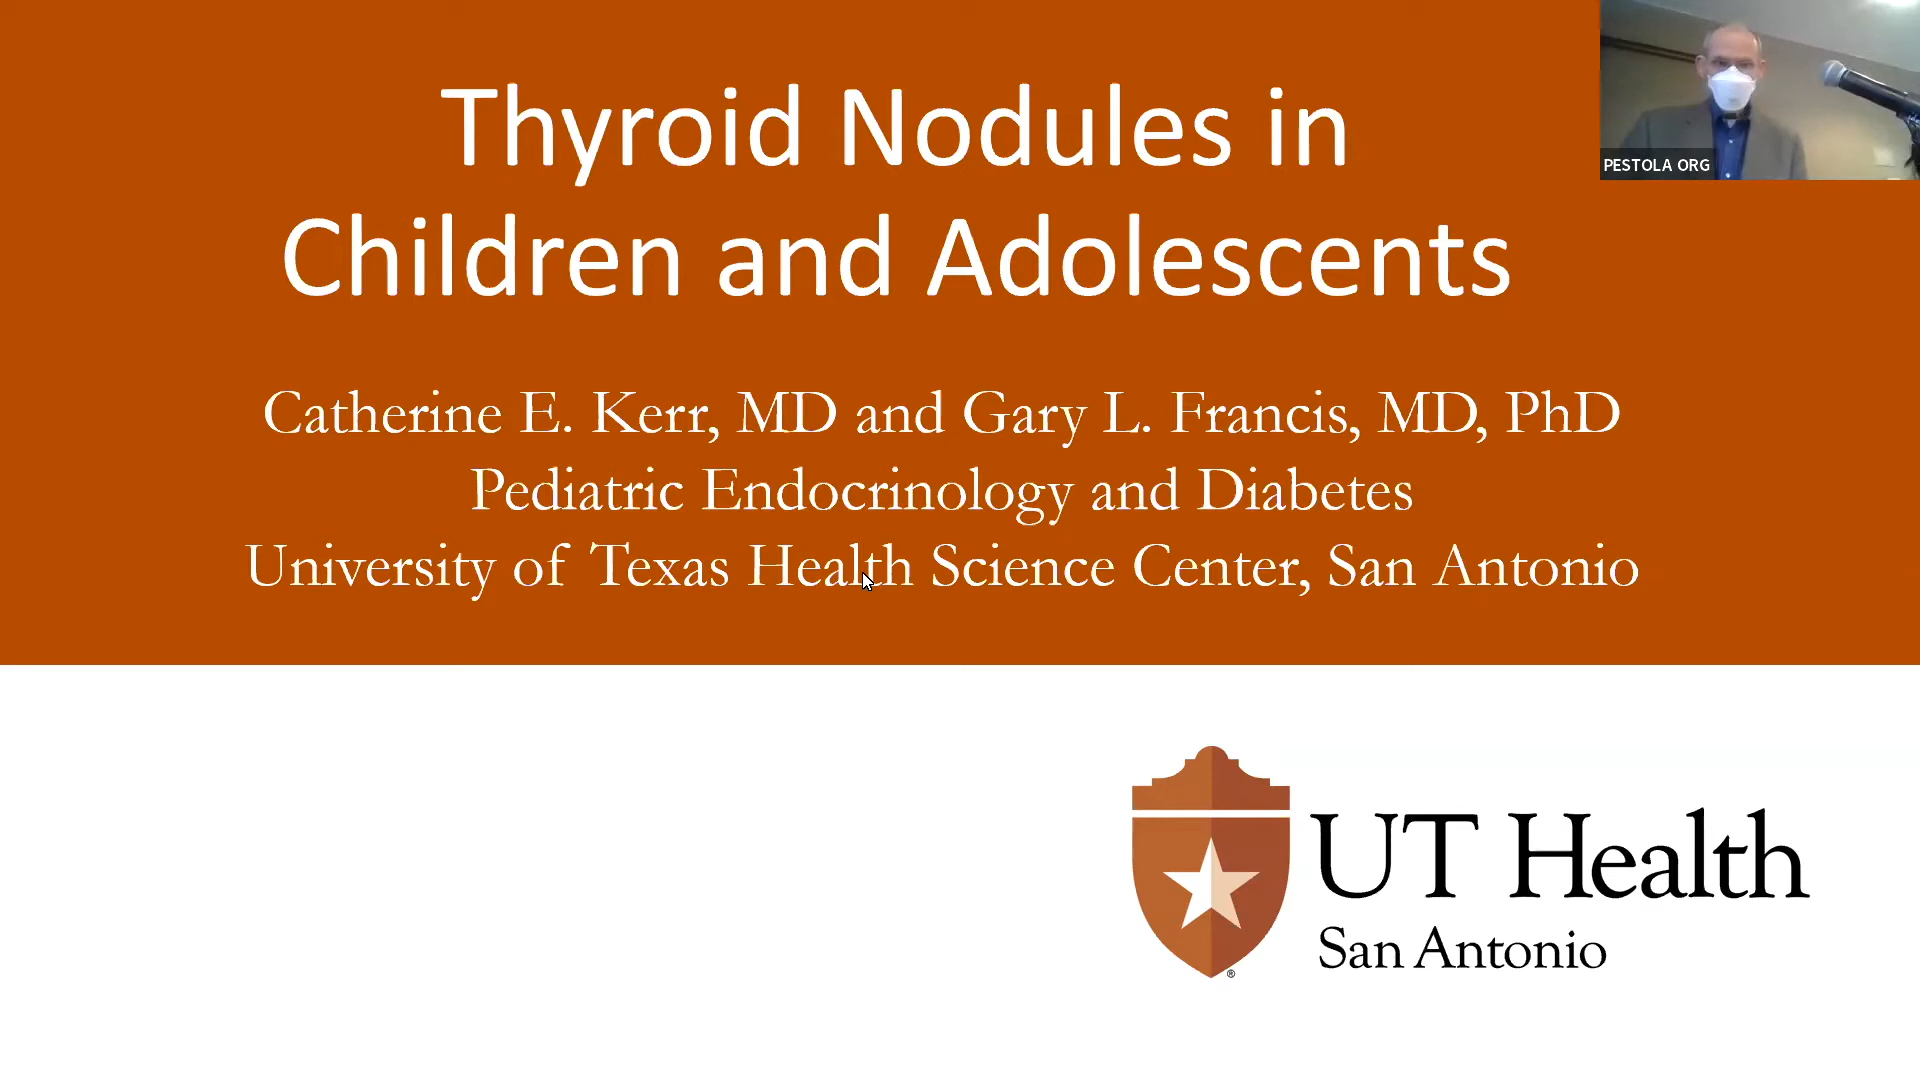 Thyroid Nodules in
Children and Adolescents
PESTOLA ORG
Catherine E. Kerr, MD and Gary L. Francis, MD, PhD
Pediatric Endocrinology and Diabetes
University of Texas Health Science Center, San Antonio
UT Health
San Antonio
®